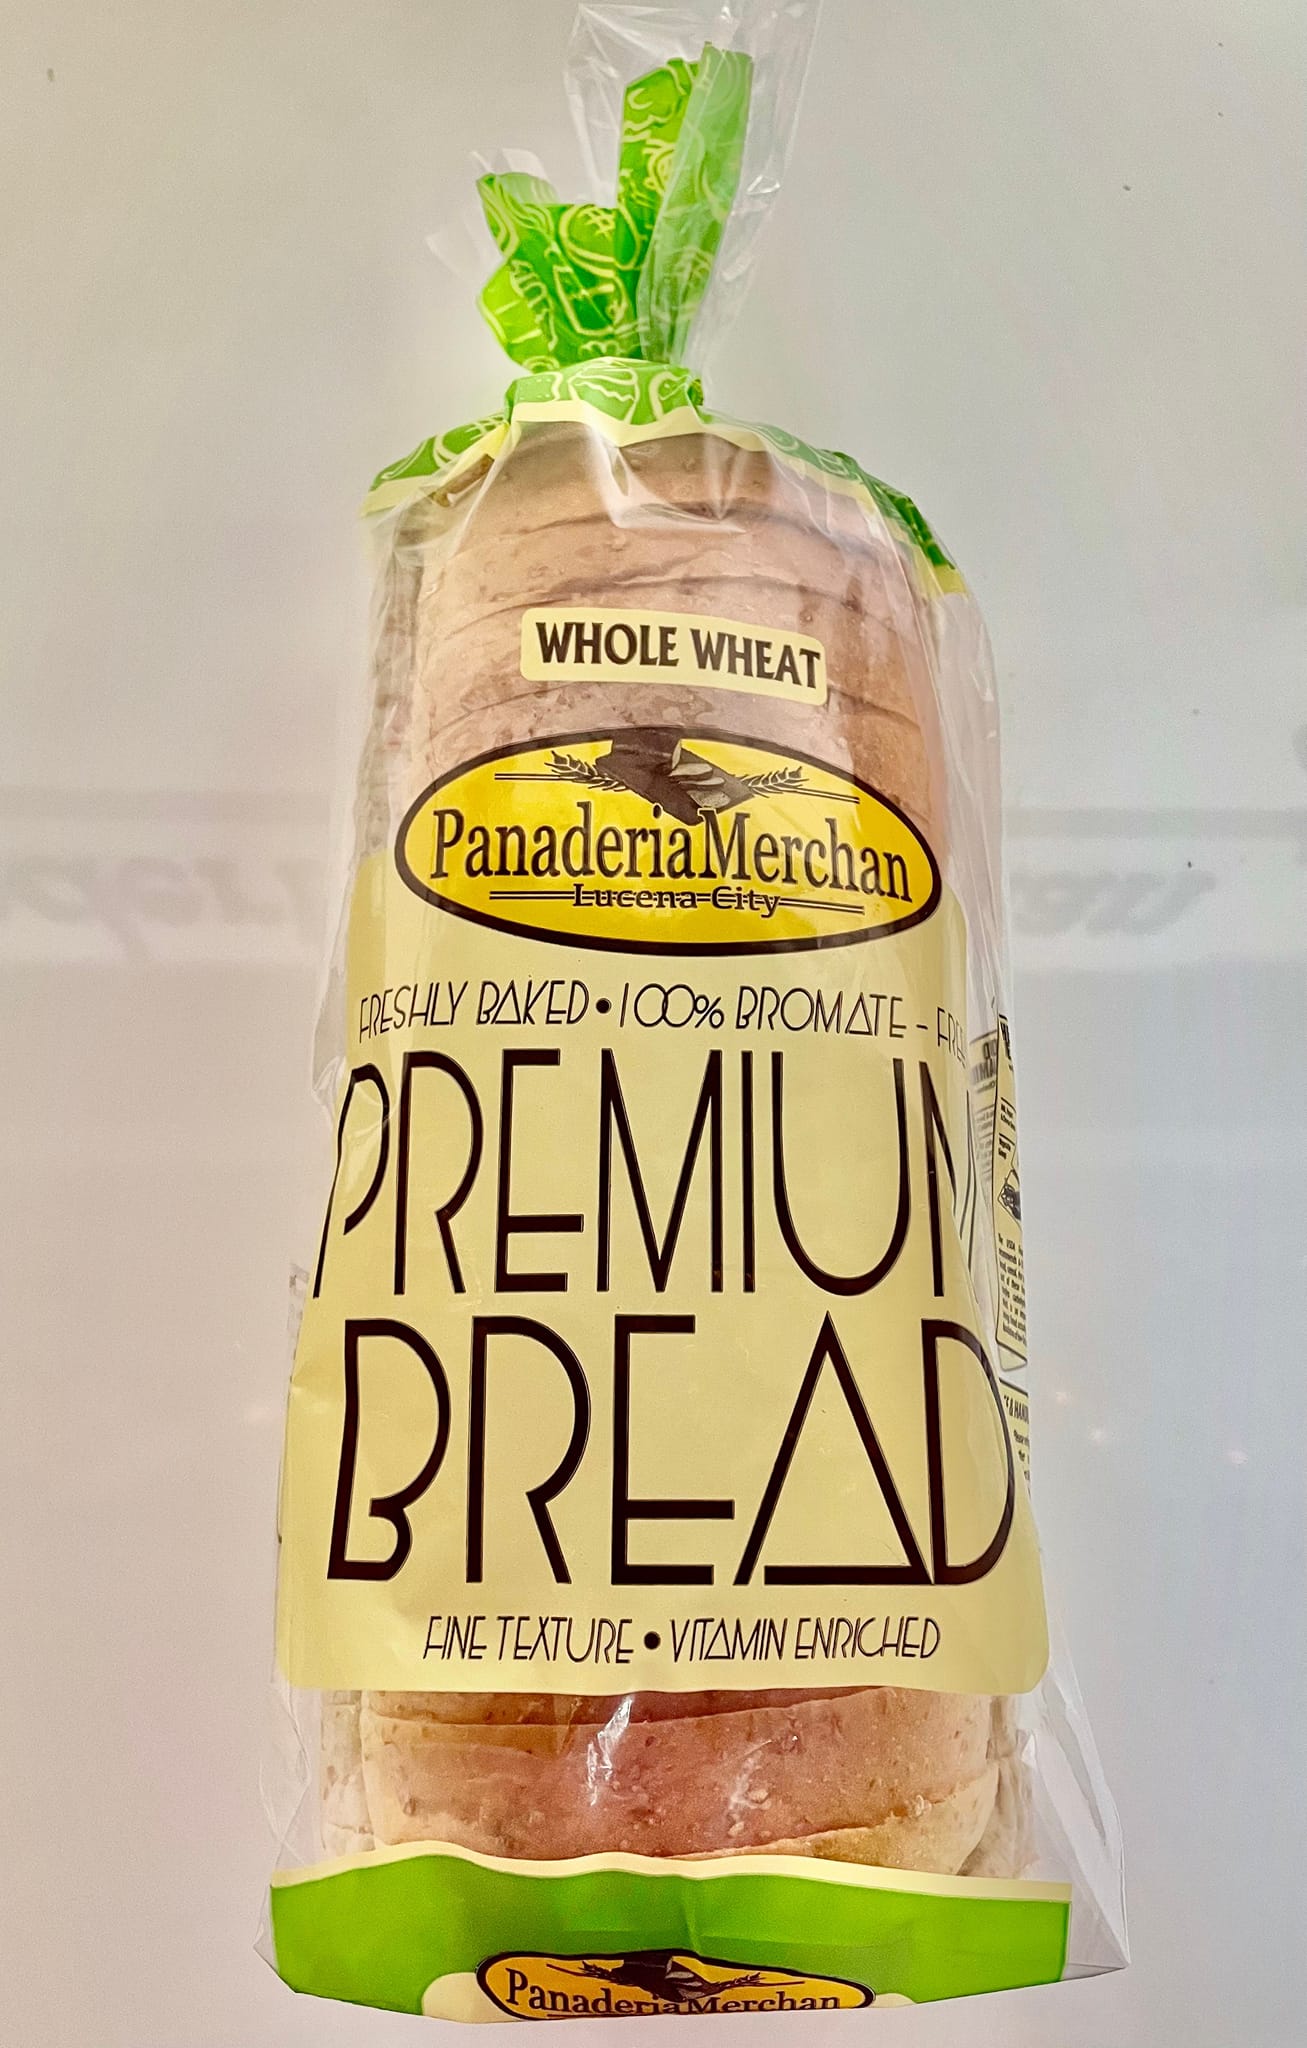 WHOLE WHEAT
PanaderiaMerchan
Lucena City
FRESHLY BAKED • 100% BROMATE - FREE
PREMIUM
BREAD
FINE TEXTURE • VITAMIN ENRICHED
PanaderiaMerchan